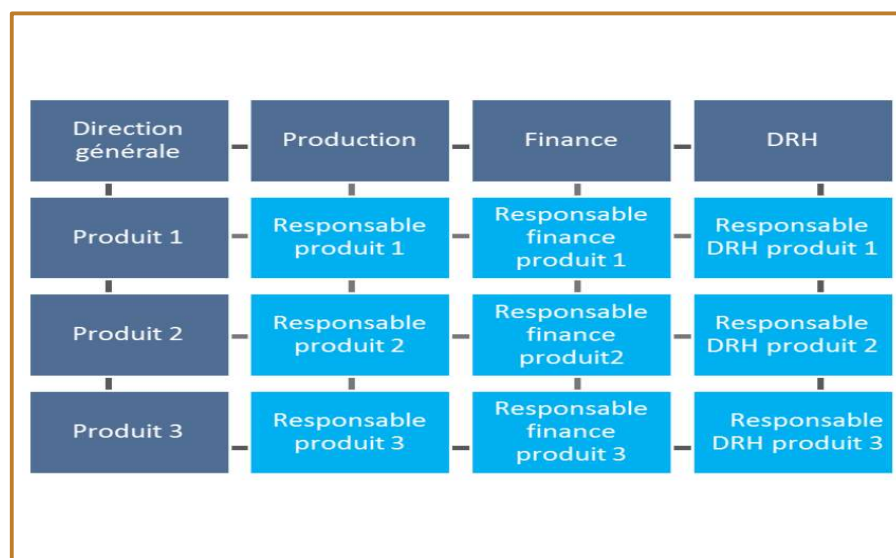 Direction
générale
Production
Finance
DRH
Produit 1
Responsable
produit 1
Responsable
finance
produit 1
Responsable
DRH produit 1
Produit 2
Responsable
produit 2
Responsable
finance
produit2
Responsable
DRH produit 2
Produit 3
Responsable
produit 3
Responsable
finance
produit 3
Responsable
DRH produit 3